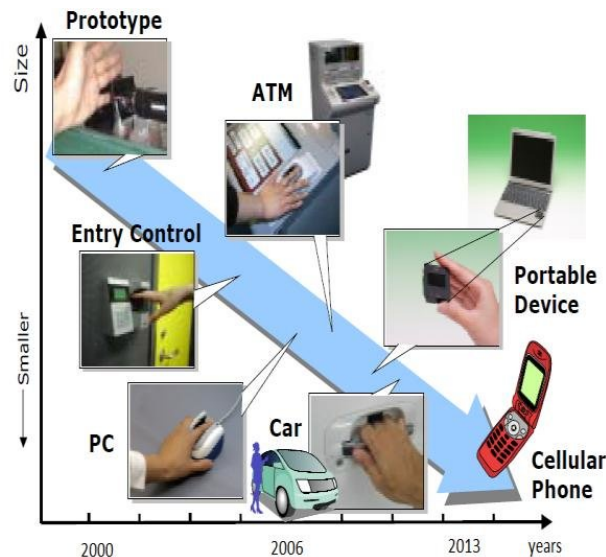 Prototype
Size
ATM
Entry Control
Portable
Device
Smaller
PC
Car
Cellular
Phone
2000
2006
2013
years